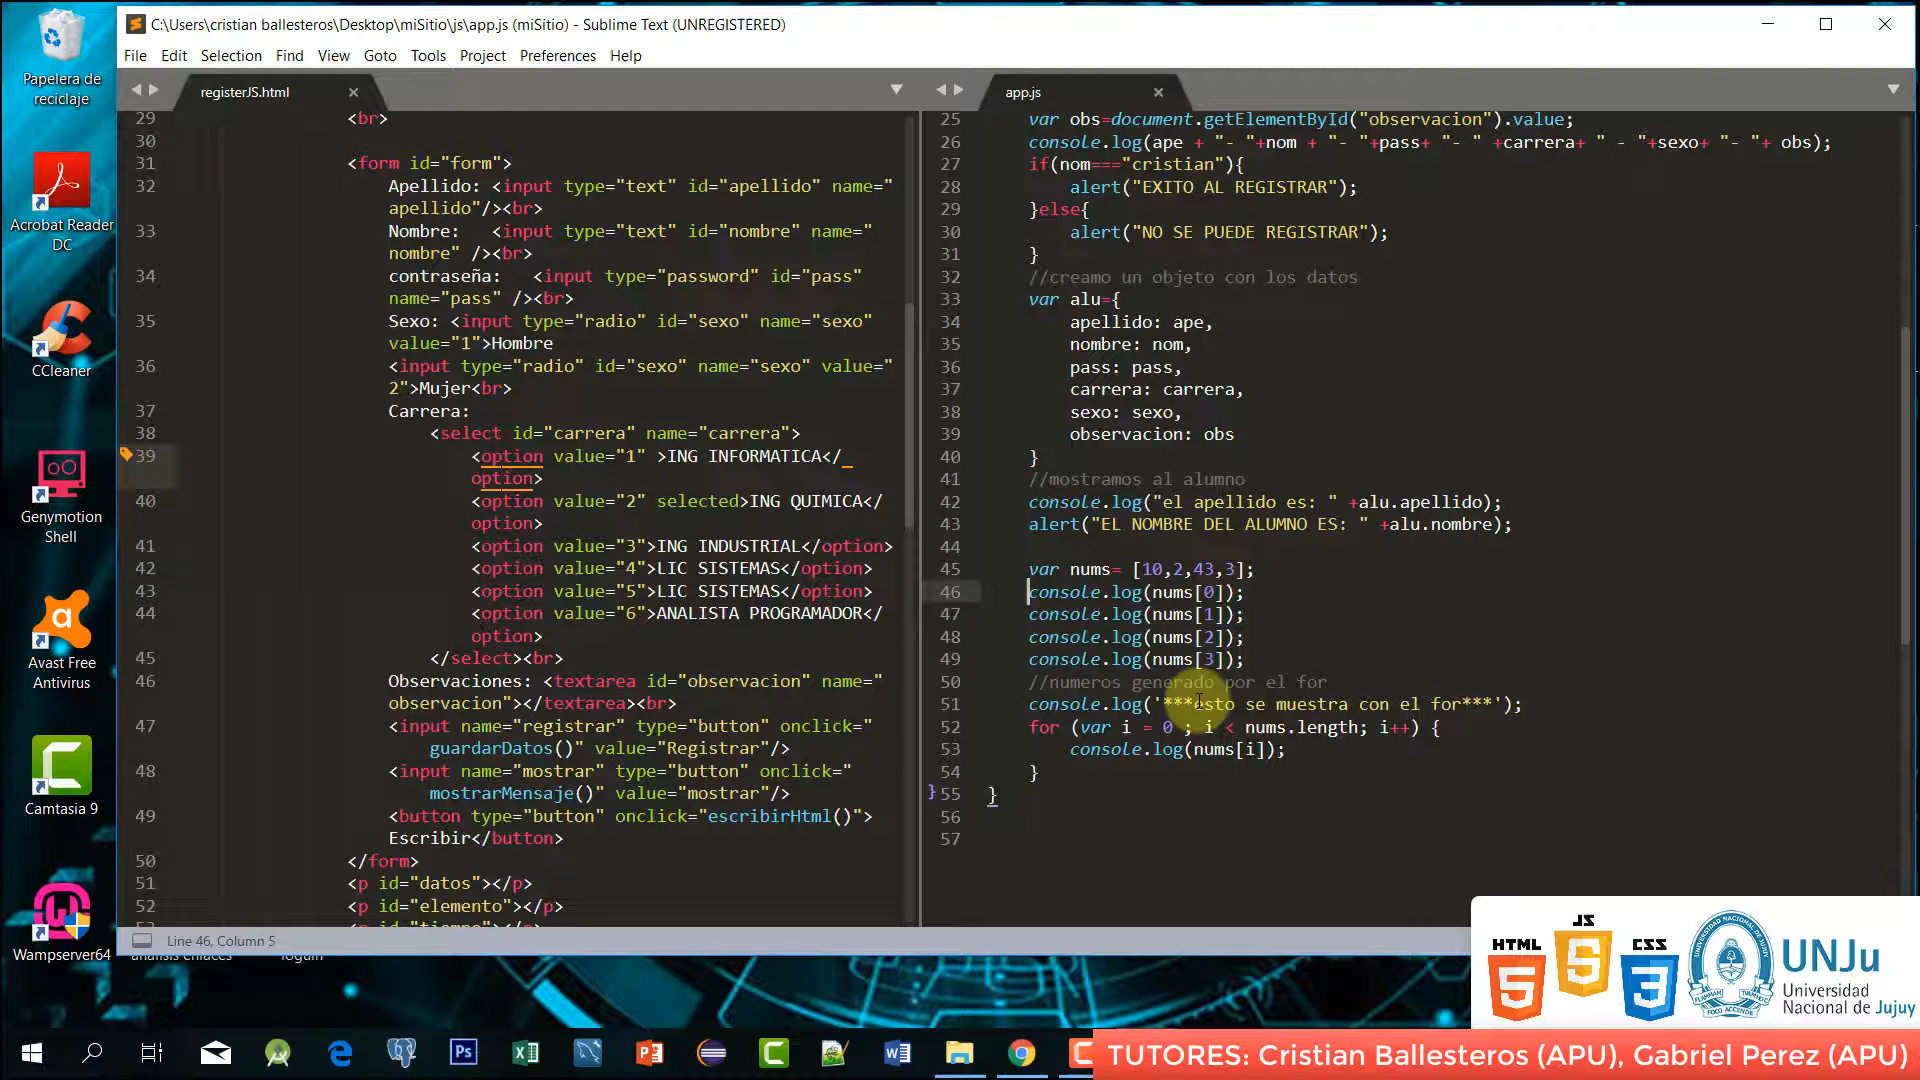 C:\Users\cristian ballesteros\Desktop\miSitio\js\app.js (miSitio) - Sublime Text (UNREGISTERED)
File Edit Selection Find View Goto Tools Project Preferences Help
Papelera de
reciclaje
Acrobat Reader
DC
CCleaner
Genymotion
Shell
Avast Free
Antivirus
Camtasia 9
Wampserver64
registerJS.html
29 <br>
30
31 <form id="form">
32 Apellido: <input type="text" id="apellido" name="
apellido"/><br>
33 Nombre: <input type="text" id="nombre" name="
nombre" /><br>
34 contraseña: <input type="password" id="pass"
name="pass" /><br>
35 Sexo: <input type="radio" id="sexo" name="sexo"
value="1">Hombre
36 <input type="radio" id="sexo" name="sexo" value="
2">Mujer<br>
37 Carrera:
38 <select id="carrera" name="carrera">
39 <option value="1" >ING INFORMATICA</
option>
40 <option value="2" selected>ING QUIMICA</
option>
41 <option value="3">ING INDUSTRIAL</option>
42 <option value="4">LIC SISTEMAS</option>
43 <option value="5">LIC SISTEMAS</option>
44 <option value="6">ANALISTA PROGRAMADOR</
option>
45 </select><br>
46 Observaciones: <textarea id="observacion" name="
observacion"></textarea><br>
47 <input name="registrar" type="button" onclick="
guardarDatos()" value="Registrar"/>
48 <input name="mostrar" type="button" onclick="
mostrarMensaje()" value="mostrar"/>
49 <button type="button" onclick="escribirHtml()">
Escribir</button>
50 </form>
51 <p id="datos"></p>
52 <p id="elemento"></p>
app.js
25 var obs=document.getElementById("observacion").value;
26 console.log(ape + "- "+nom + "- "+pass+ "- " +carrera+ " - "+sexo+ "- "+ obs);
27 if(nom==="cristian"){
28 alert("EXITO AL REGISTRAR");
29 }else{
30 alert("NO SE PUEDE REGISTRAR");
31 }
32 //creamo un objeto con los datos
33 var alu={
34 apellido: ape,
35 nombre: nom,
36 pass: pass,
37 carrera: carrera,
38 sexo: sexo,
39 observacion: obs
40 }
41 //mostramos al alumno
42 console.log("el apellido es: " +alu.apellido);
43 alert("EL NOMBRE DEL ALUMNO ES: " +alu.nombre);
44
45 var nums= [10,2,43,3];
46 console.log(nums[0]);
47 console.log(nums[1]);
48 console.log(nums[2]);
49 console.log(nums[3]);
50 //numeros generado por el for
51 console.log('***esto se muestra con el for***');
52 for (var i = 0 ; i < nums.length; i++) {
53 console.log(nums[i]);
54 }
55 }
56
57
Line 46, Column 5
HTML
JS
CSS
UNJu
Universidad
Nacional de Jujuy
TUTORES: Cristian Ballesteros (APU), Gabriel Perez (APU)